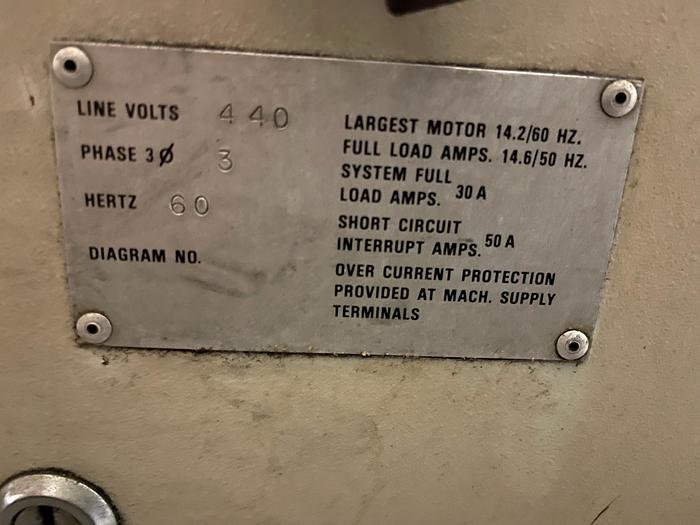 LINE VOLTS 440
PHASE 3Ø 3
HERTZ 60
DIAGRAM NO.
LARGEST MOTOR 14.2/60 HZ.
FULL LOAD AMPS. 14.6/50 HZ.
SYSTEM FULL
LOAD AMPS. 30 A
SHORT CIRCUIT
INTERRUPT AMPS. 50 A
OVER CURRENT PROTECTION
PROVIDED AT MACH. SUPPLY
TERMINALS